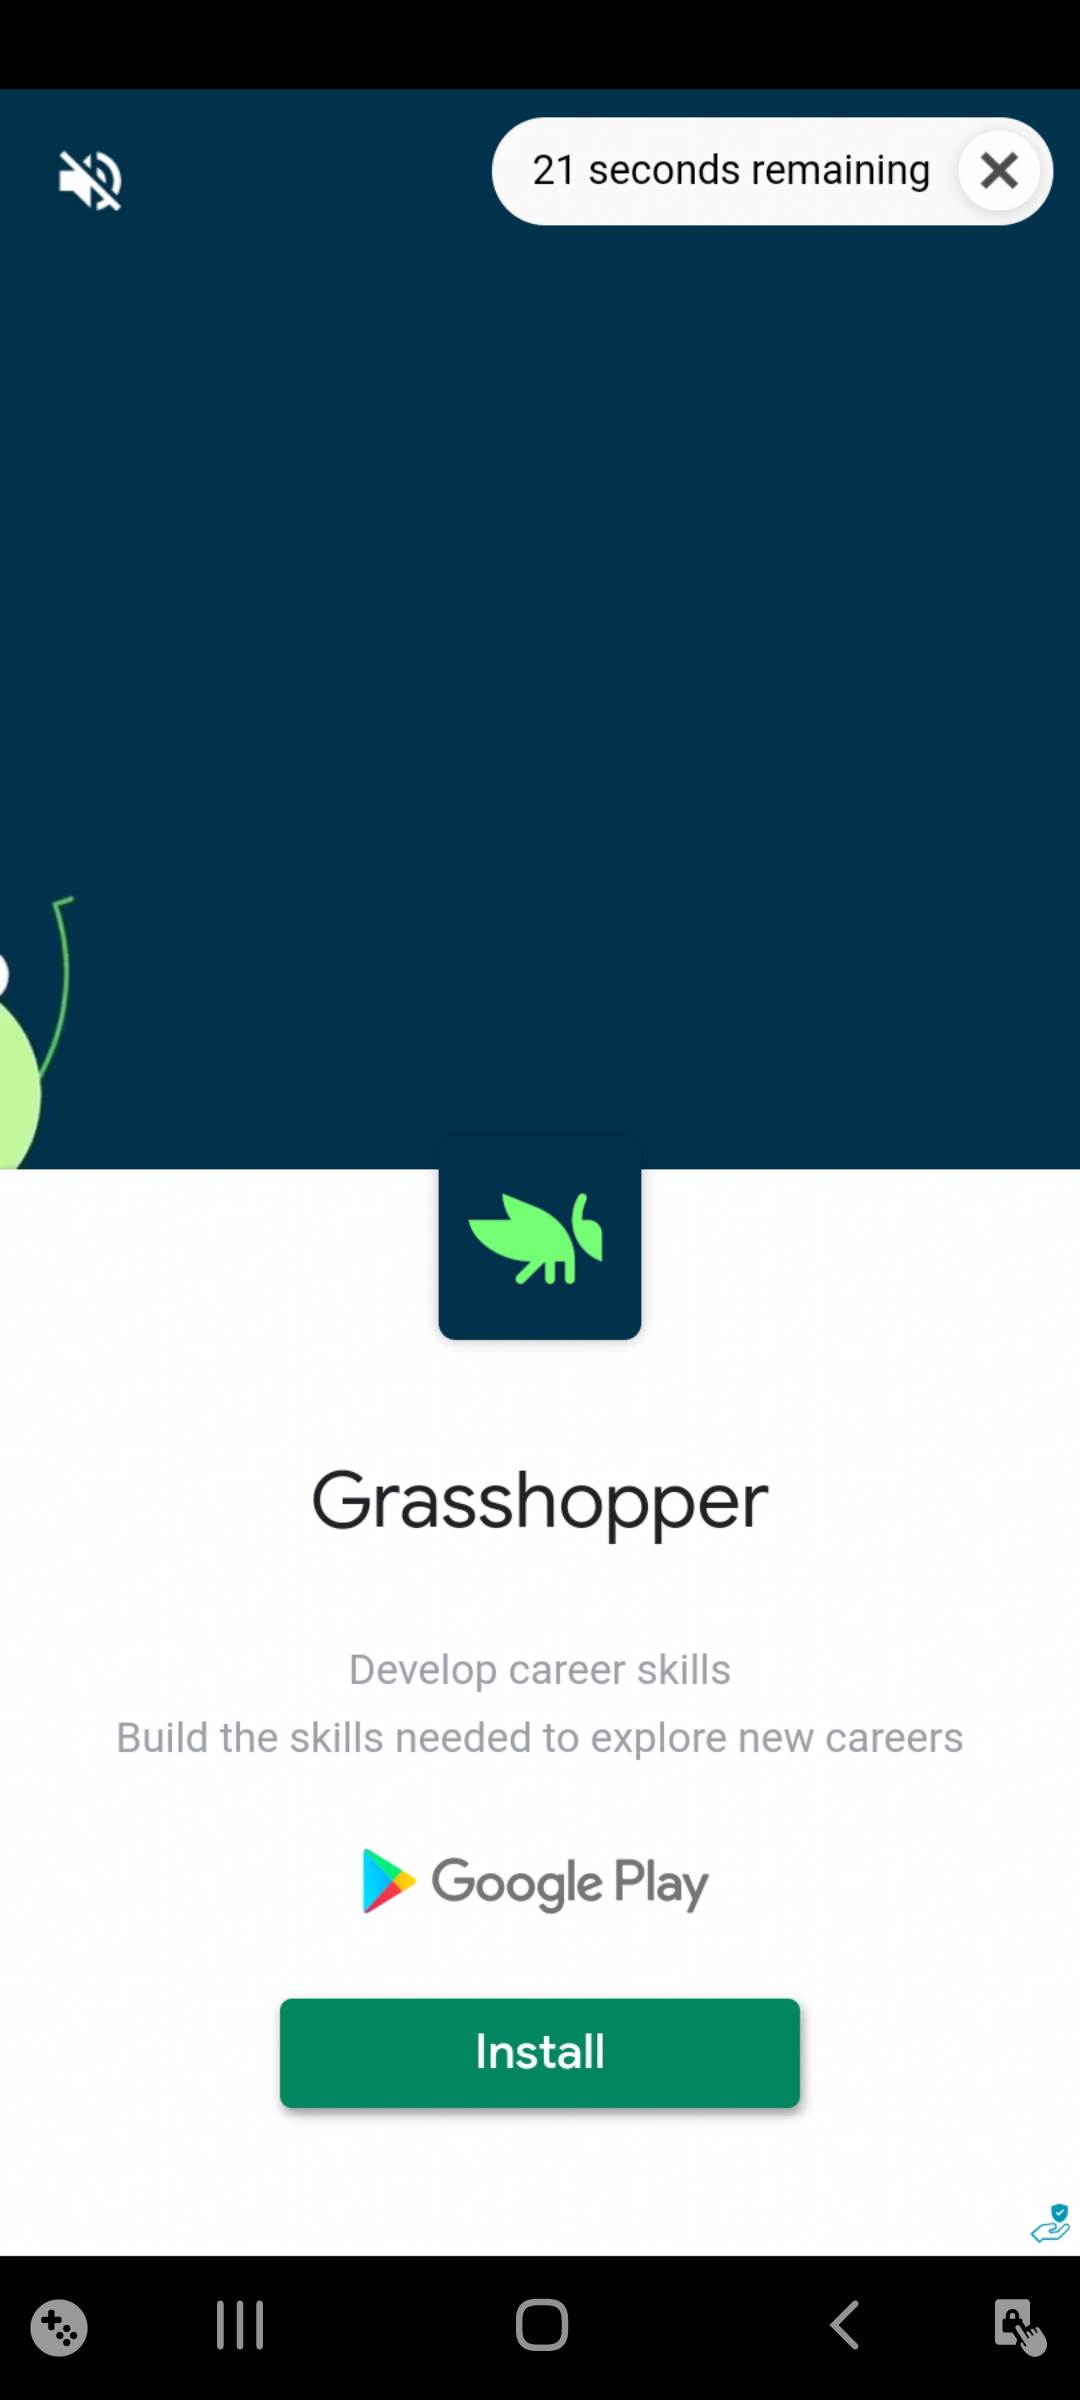 21 seconds remaining
Grasshopper
Develop career skills
Build the skills needed to explore new careers
Google Play
Install